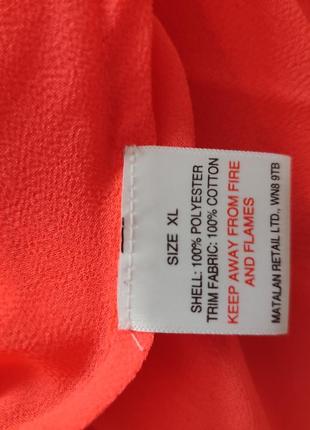 SIZE XL
SHELL: 100% POLYESTER
TRIM FABRIC: 100% COTTON
KEEP AWAY FROM FIRE
AND FLAMES
MATALAN RETAIL LTD., WN8 9TB